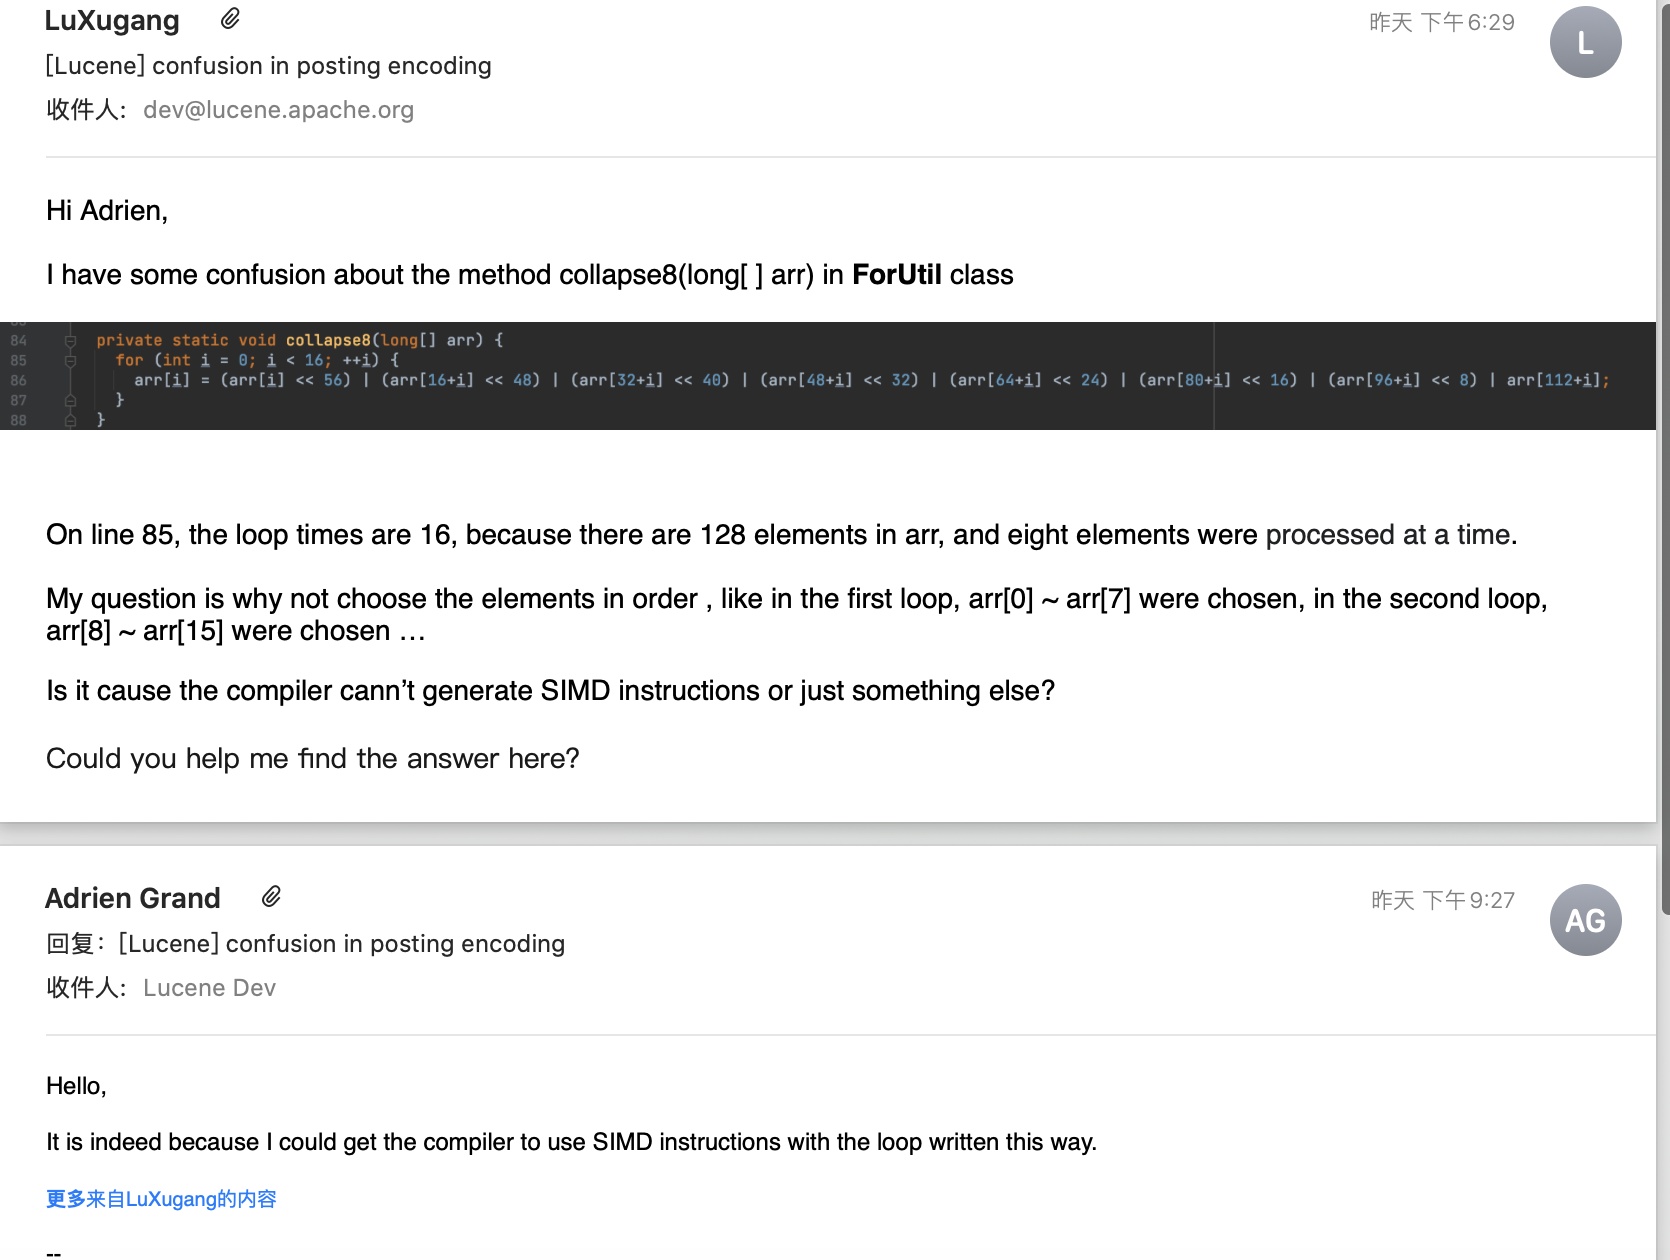 LuXugang
昨天 下午6:29
L
[Lucene] confusion in posting encoding
收件人: dev@lucene.apache.org
Hi Adrien,
I have some confusion about the method collapse8(long[ ] arr) in ForUtil class
84 private static void collapse8(long[] arr) {
85 for (int i = 0; i < 16; ++i) {
86 arr[i] = (arr[i] << 56) | (arr[16+i] << 48) | (arr[32+i] << 40) | (arr[48+i] << 32) | (arr[64+i] << 24) | (arr[80+i] << 16) | (arr[96+i] << 8) | arr[112+i];
87 }
88 }
On line 85, the loop times are 16, because there are 128 elements in arr, and eight elements were processed at a time.
My question is why not choose the elements in order , like in the first loop, arr[0] ~ arr[7] were chosen, in the second loop,
arr[8] ~ arr[15] were chosen …
Is it cause the compiler cann’t generate SIMD instructions or just something else?
Could you help me find the answer here?
Adrien Grand
昨天 下午9:27
AG
回复: [Lucene] confusion in posting encoding
收件人: Lucene Dev
Hello,
It is indeed because I could get the compiler to use SIMD instructions with the loop written this way.
更多来自LuXugang的内容
--